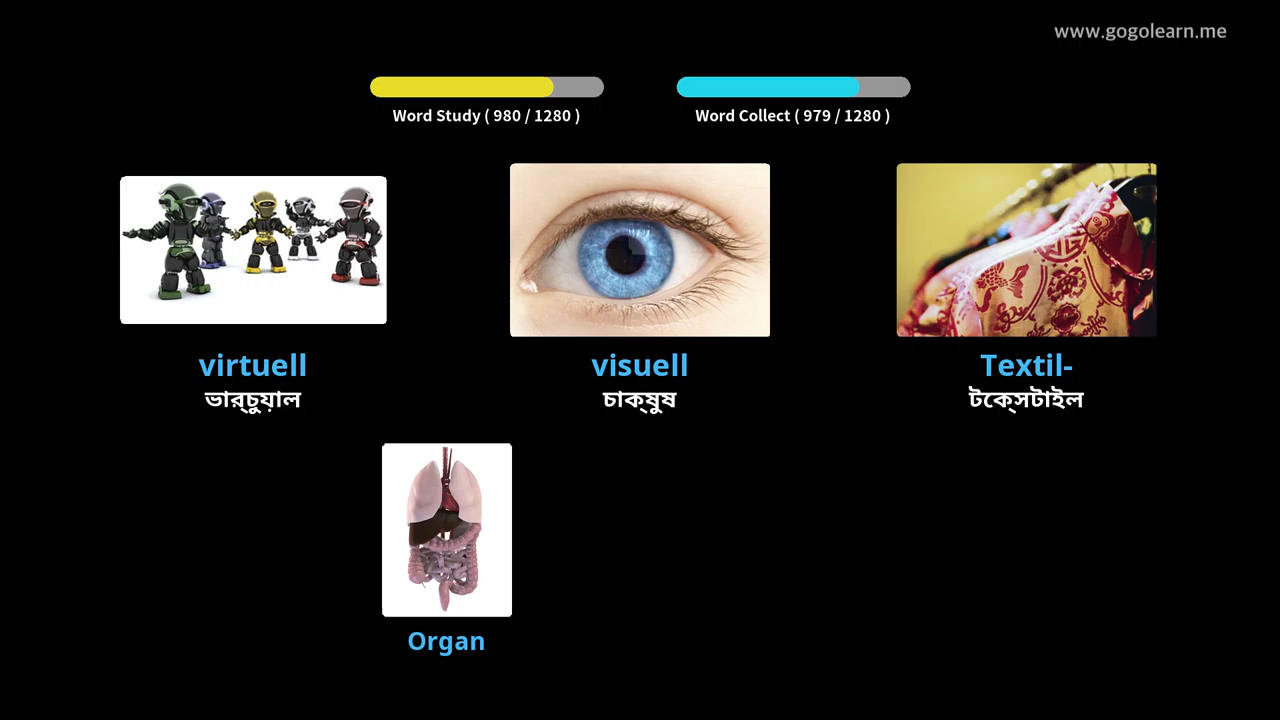 www.gogolearn.me
Word Study ( 980 / 1280 )
Word Collect ( 979 / 1280 )
virtuell
ভার্চুয়াল
visuell
চাক্ষুষ
Textil-
টেক্সটাইল
Organ